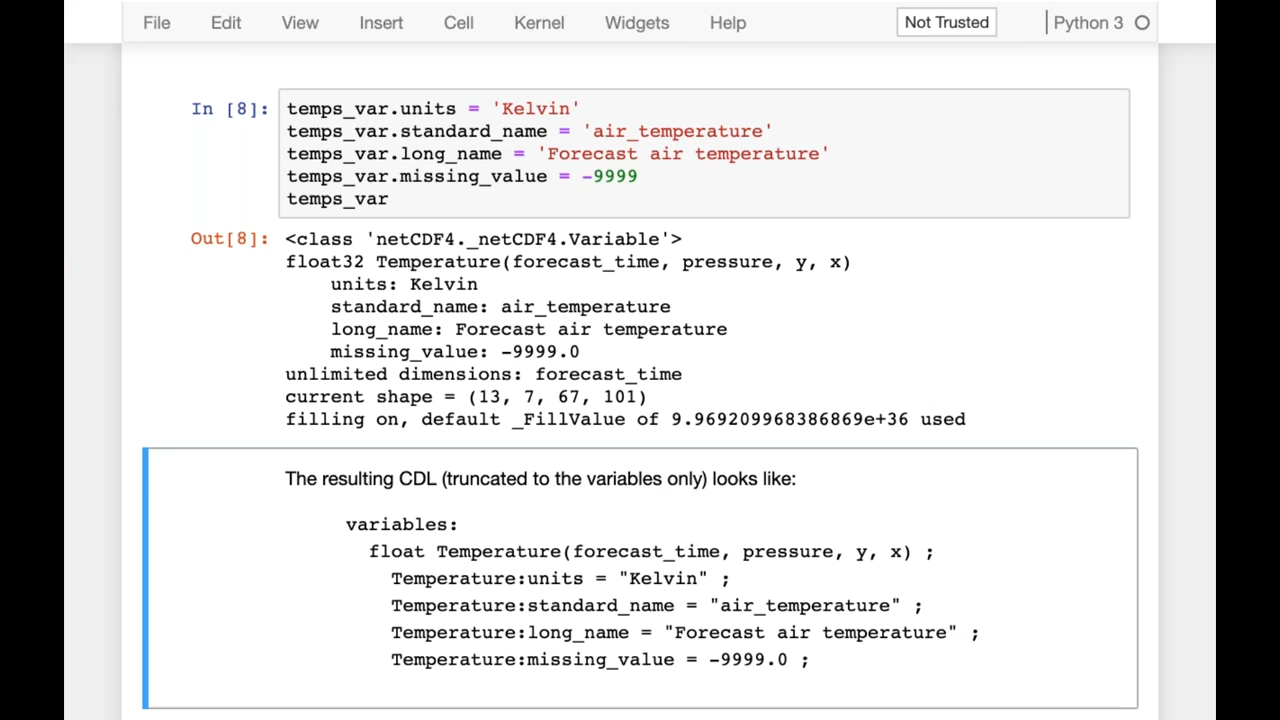 File Edit View Insert Cell Kernel Widgets Help Not Trusted Python 3
In [8]: temps_var.units = 'Kelvin'
temps_var.standard_name = 'air_temperature'
temps_var.long_name = 'Forecast air temperature'
temps_var.missing_value = -9999
temps_var
Out[8]: <class 'netCDF4._netCDF4.Variable'>
float32 Temperature(forecast_time, pressure, y, x)
units: Kelvin
standard_name: air_temperature
long_name: Forecast air temperature
missing_value: -9999.0
unlimited dimensions: forecast_time
current shape = (13, 7, 67, 101)
filling on, default _FillValue of 9.969209968386869e+36 used
The resulting CDL (truncated to the variables only) looks like:
variables:
float Temperature(forecast_time, pressure, y, x) ;
Temperature:units = "Kelvin" ;
Temperature:standard_name = "air_temperature" ;
Temperature:long_name = "Forecast air temperature" ;
Temperature:missing_value = -9999.0 ;